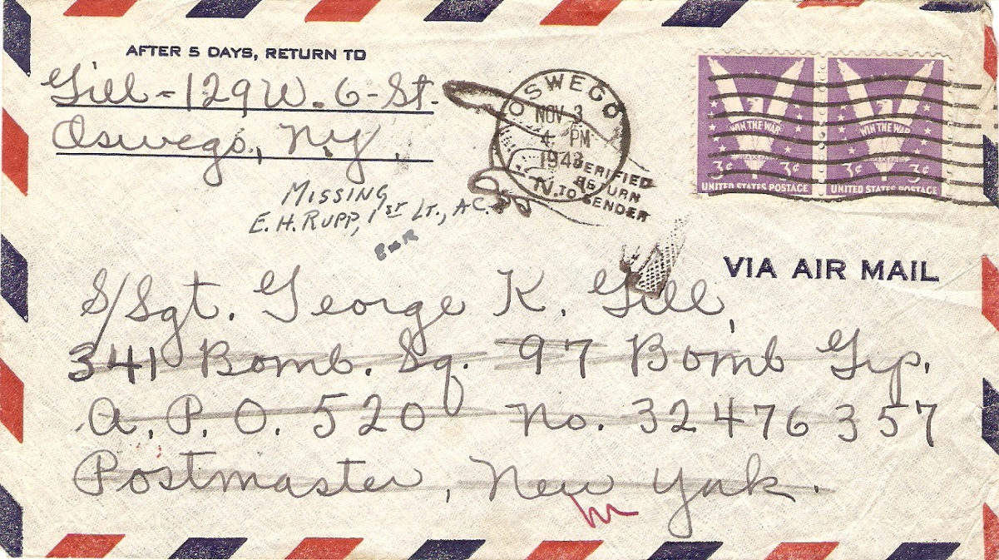 AFTER 5 DAYS, RETURN TO
Gill - 129 W. 6 - St.
Oswego, N.Y.
OSWEGO
NOV 3
4 PM
1943
N.Y.
VERIFIED
RETURN
TO SENDER
WIN THE WAR
WIN THE WAR
3¢ 3¢
3¢ 3¢
UNITED STATES POSTAGE
UNITED STATES POSTAGE
MISSING
E. H. RUPP, 1st LT., AC.
EHR
VIA AIR MAIL
S/Sgt. George K. Gill,
341 Bomb. Sq. 97 Bomb Grp.
A.P.O. 520 No. 32476357
Postmaster, New York.